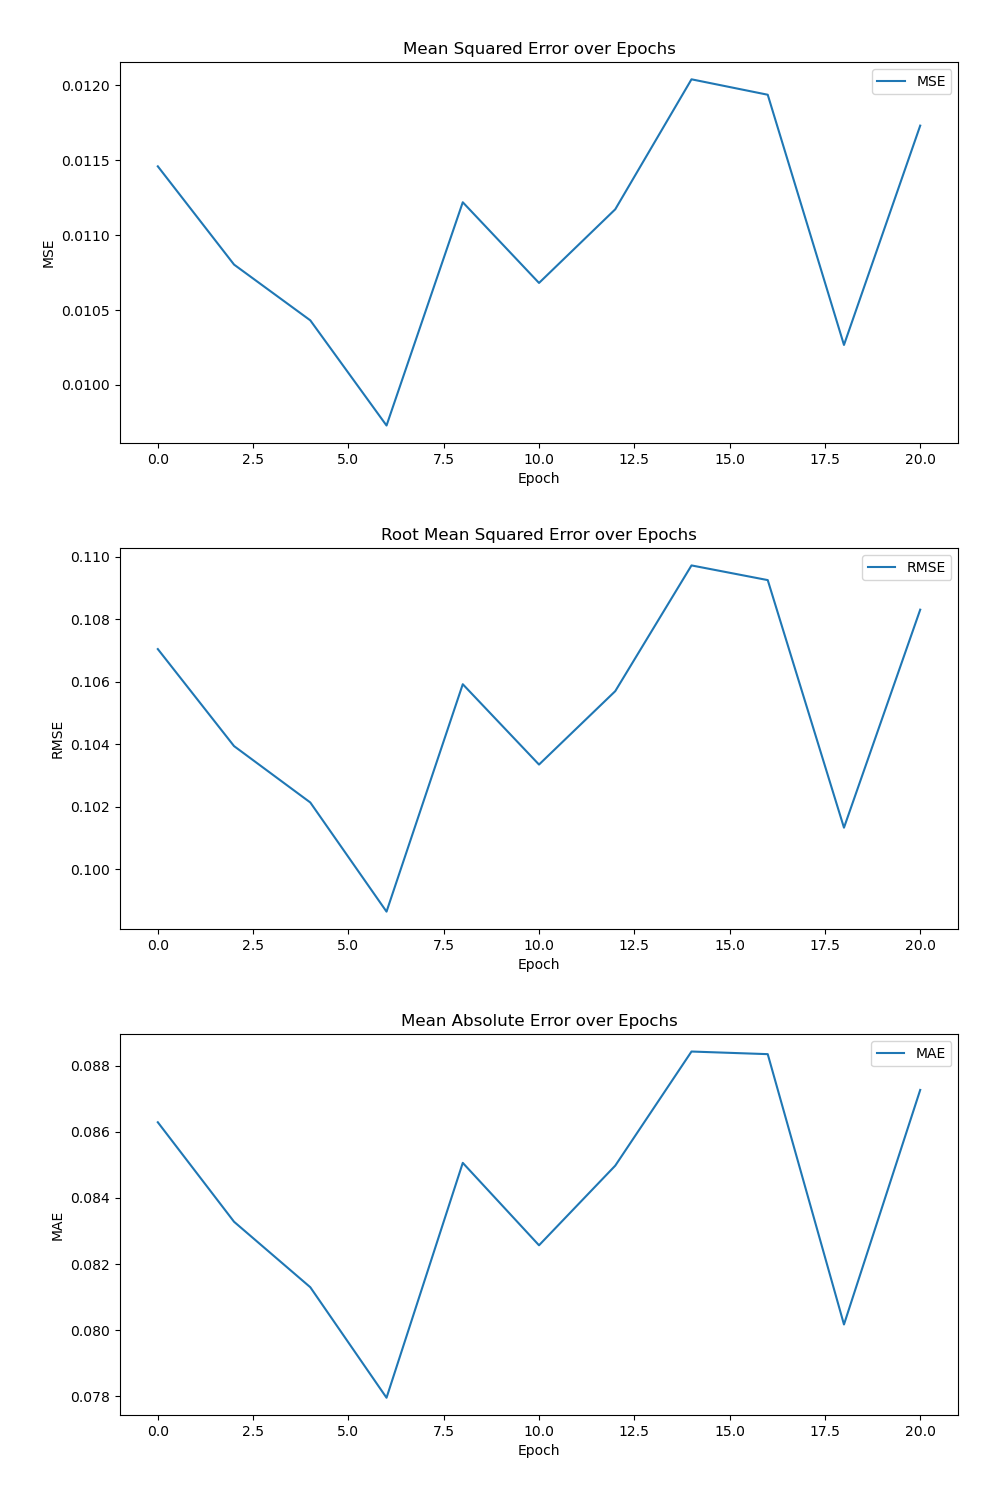 Mean Squared Error over Epochs
MSE
0.0120
0.0115
0.0110
0.0105
0.0100
MSE
0.0 2.5 5.0 7.5 10.0 12.5 15.0 17.5 20.0
Epoch
Root Mean Squared Error over Epochs
RMSE
0.110
0.108
0.106
0.104
0.102
0.100
RMSE
0.0 2.5 5.0 7.5 10.0 12.5 15.0 17.5 20.0
Epoch
Mean Absolute Error over Epochs
MAE
0.088
0.086
0.084
0.082
0.080
0.078
MAE
0.0 2.5 5.0 7.5 10.0 12.5 15.0 17.5 20.0
Epoch